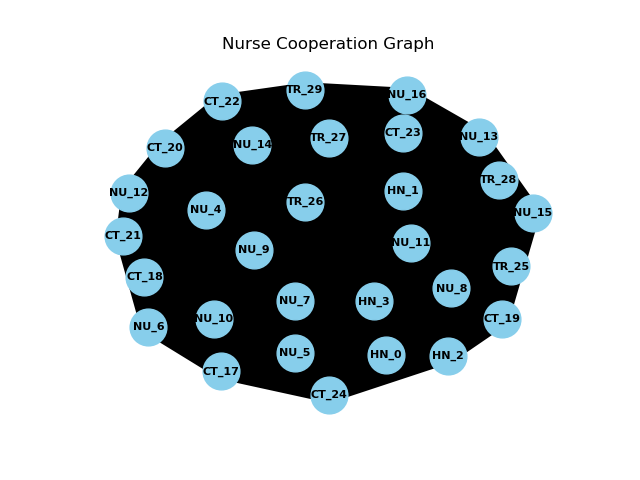 Nurse Cooperation Graph
TR_29
NU_16
CT_22
CT_23
NU_13
TR_27
NU_14
CT_20
TR_28
HN_1
NU_12
TR_26
NU_4
NU_15
CT_21
NU_11
NU_9
TR_25
CT_18
NU_8
NU_7
HN_3
NU_10
CT_19
NU_6
NU_5
HN_0
HN_2
CT_17
CT_24